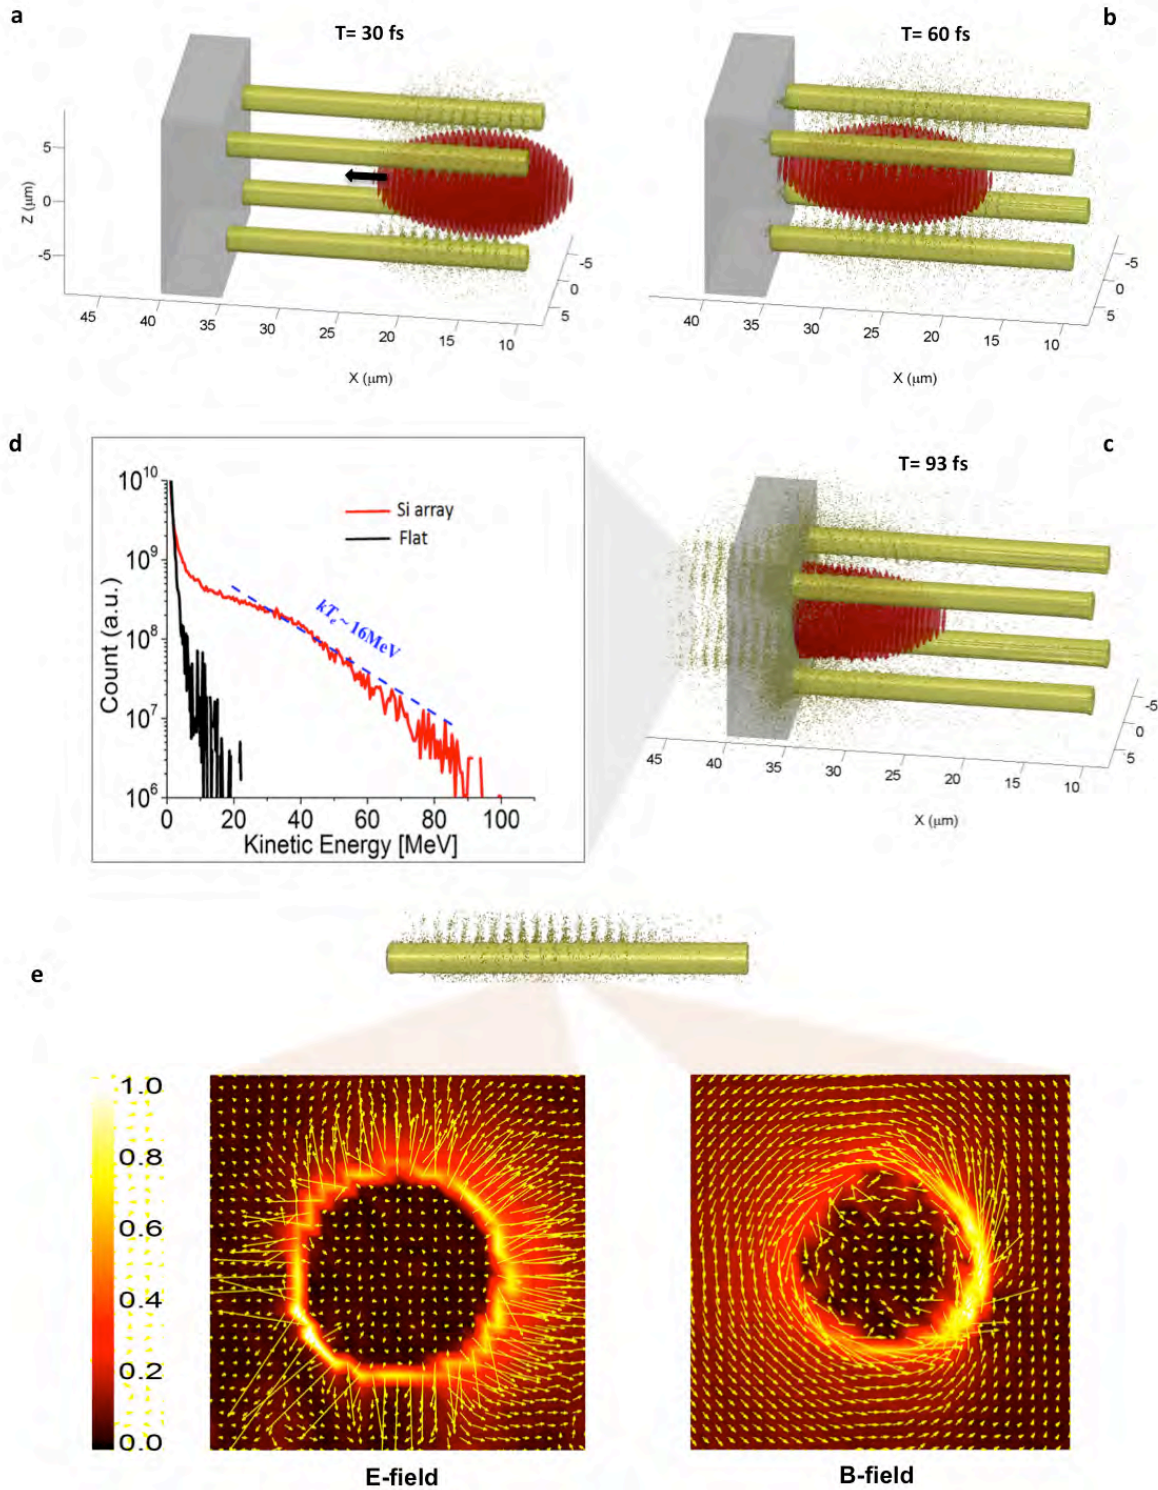 a
T= 30 fs
Z (μm)
5
0
-5
-5
0
5
45
40
35
30
25
20
15
10
X (μm)
b
T= 60 fs
-5
0
5
40
35
30
25
20
15
10
X (μm)
d
10^10
10^9
10^8
10^7
10^6
Count (a.u.)
Si array
Flat
kT_e~16MeV
0
20
40
60
80
100
Kinetic Energy [MeV]
c
T= 93 fs
-5
0
5
45
40
35
30
25
20
15
10
X (μm)
e
1.0
0.8
0.6
0.4
0.2
0.0
E-field
B-field